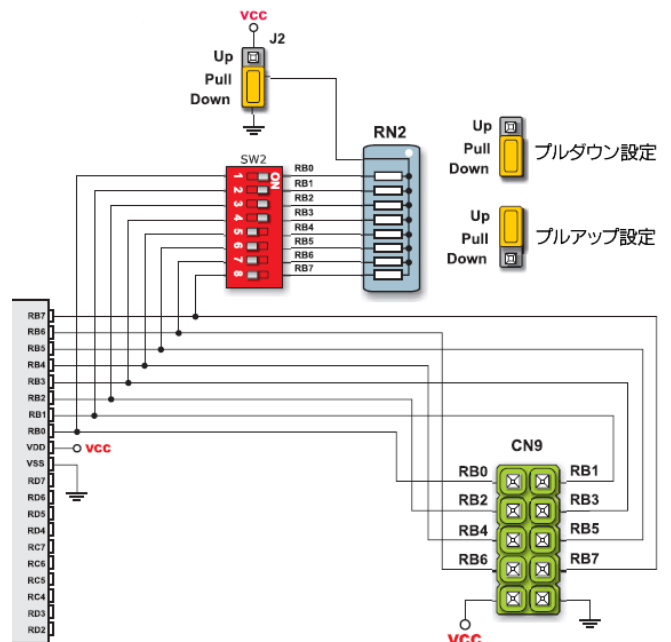 VCC
J2
Up
Pull
Down
RN2
SW2
ON
1
2
3
4
5
6
7
8
RB0
RB1
RB2
RB3
RB4
RB5
RB6
RB7
Up
Pull
Down
プルダウン設定
Up
Pull
Down
プルアップ設定
RB7
RB6
RB5
RB4
RB3
RB2
RB1
RB0
VDD
VCC
VSS
RD7
RD6
RD5
RD4
RC7
RC6
RC5
RC4
RD3
RD2
CN9
RB0
RB1
RB2
RB3
RB4
RB5
RB6
RB7
VCC